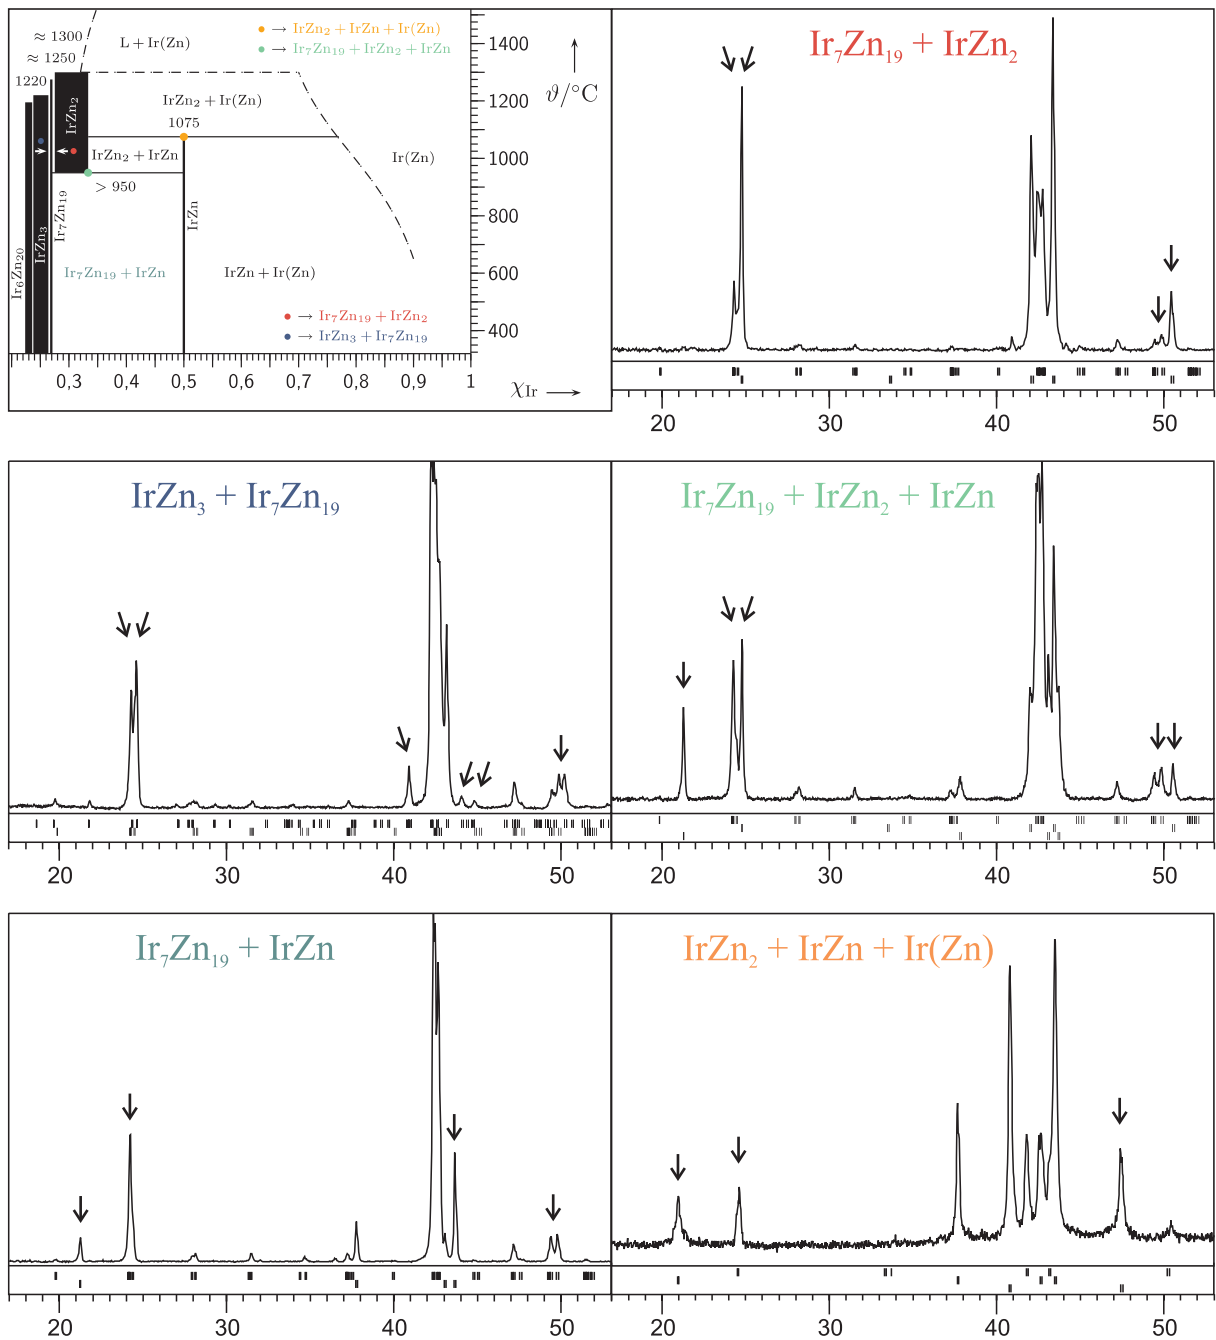 ≈ 1300
≈ 1250
1220
L + Ir(Zn)
→ IrZn₂ + IrZn + Ir(Zn)
→ Ir₇Zn₁₉ + IrZn₂ + IrZn
1400
1200
1000
800
600
400
ϑ/°C
IrZn₂
IrZn₂ + Ir(Zn)
1075
IrZn₂ + IrZn
Ir(Zn)
> 950
Ir₆Zn₂₀
IrZn₃
Ir₇Zn₁₉
IrZn
Ir₇Zn₁₉ + IrZn
IrZn + Ir(Zn)
→ Ir₇Zn₁₉ + IrZn₂
→ IrZn₃ + Ir₇Zn₁₉
0,3 0,4 0,5 0,6 0,7 0,8 0,9 1
χIr →
Ir₇Zn₁₉ + IrZn₂
20 30 40 50
IrZn₃ + Ir₇Zn₁₉
20 30 40 50
Ir₇Zn₁₉ + IrZn₂ + IrZn
20 30 40 50
Ir₇Zn₁₉ + IrZn
20 30 40 50
IrZn₂ + IrZn + Ir(Zn)
20 30 40 50